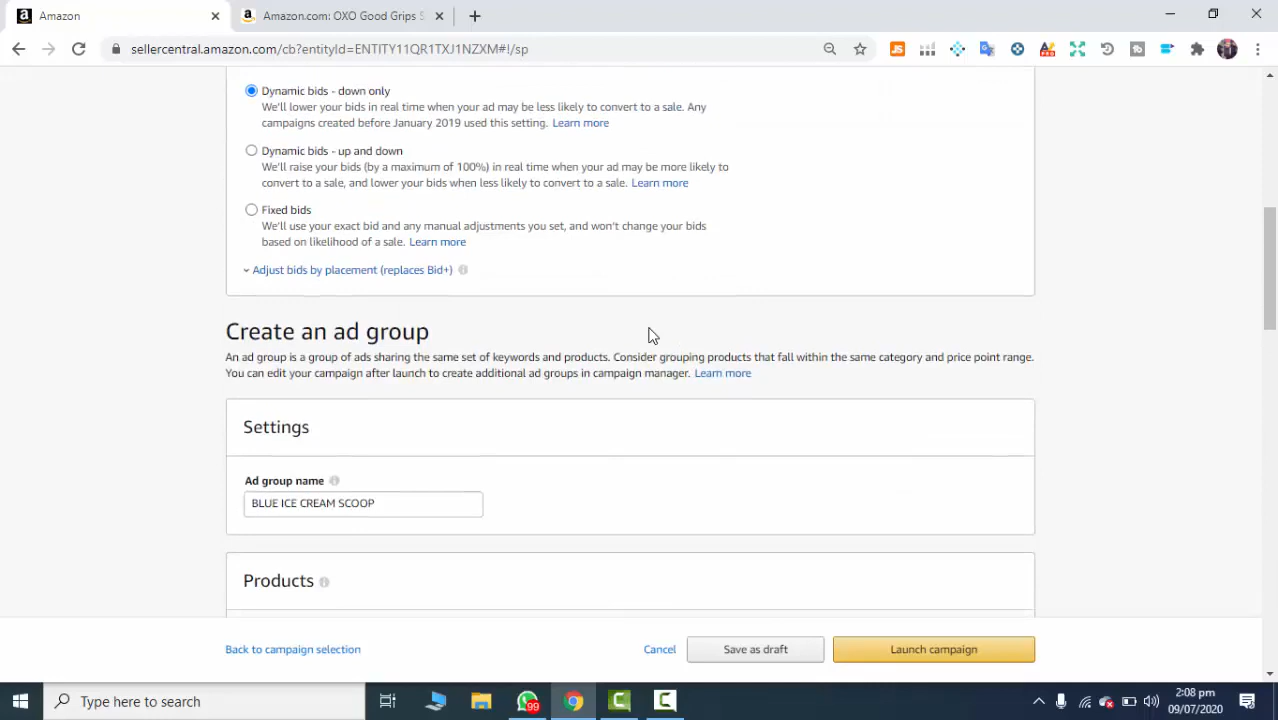 Amazon
Amazon.com: OXO Good Grips S
sellercentral.amazon.com/cb?entityId=ENTITY11QR1TXJ1NZXM#!/sp
Dynamic bids - down only
We'll lower your bids in real time when your ad may be less likely to convert to a sale. Any
campaigns created before January 2019 used this setting. Learn more
Dynamic bids - up and down
We'll raise your bids (by a maximum of 100%) in real time when your ad may be more likely to
convert to a sale, and lower your bids when less likely to convert to a sale. Learn more
Fixed bids
We'll use your exact bid and any manual adjustments you set, and won't change your bids
based on likelihood of a sale. Learn more
Adjust bids by placement (replaces Bid+)
Create an ad group
An ad group is a group of ads sharing the same set of keywords and products. Consider grouping products that fall within the same category and price point range.
You can edit your campaign after launch to create additional ad groups in campaign manager. Learn more
Settings
Ad group name
BLUE ICE CREAM SCOOP
Products
Back to campaign selection
Cancel
Save as draft
Launch campaign
Type here to search
99
2:08 pm
09/07/2020